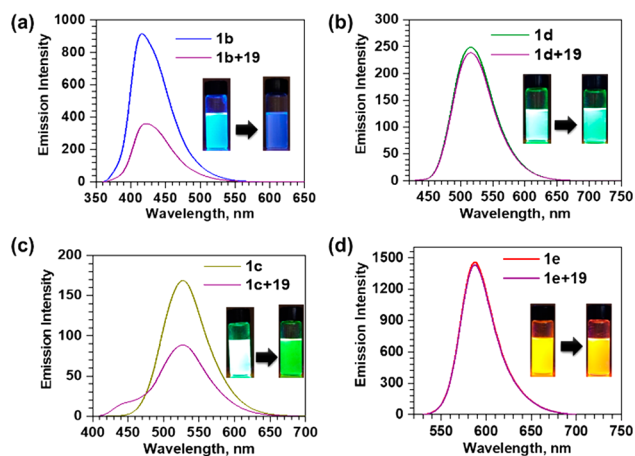 (a)
1b
1b+19
Emission Intensity
1000
800
600
400
200
0
350 400 450 500 550 600 650
Wavelength, nm
(b)
1d
1d+19
Emission Intensity
300
250
200
150
100
50
0
450 500 550 600 650 700 750
Wavelength, nm
(c)
1c
1c+19
Emission Intensity
200
150
100
50
0
400 450 500 550 600 650 700
Wavelength, nm
(d)
1e
1e+19
Emission Intensity
1500
1200
900
600
300
0
550 600 650 700 750
Wavelength, nm